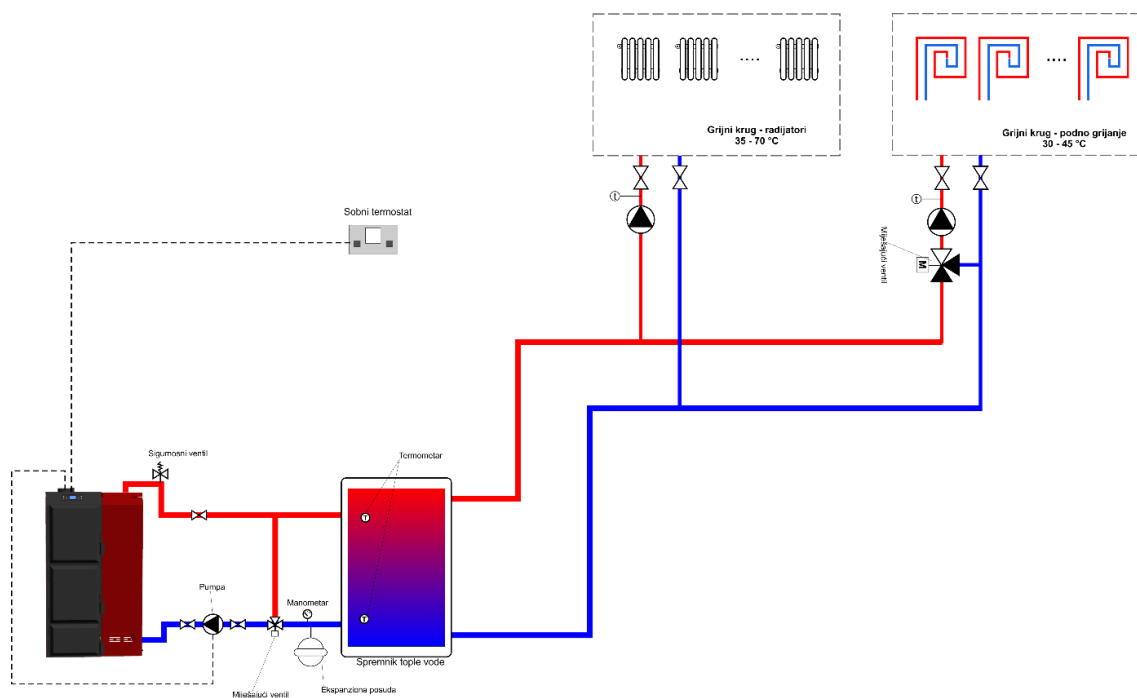 Grijni krug - radijatori
35 - 70 °C
Grijni krug - podno grijanje
30 - 45 °C
t
t
Sobni termostat
Miješajući ventil
M
Sigurnosni ventil
Termometar
T
Pumpa
Manometar
T
Spremnik tople vode
Miješajući ventil
Ekspanziona posuda